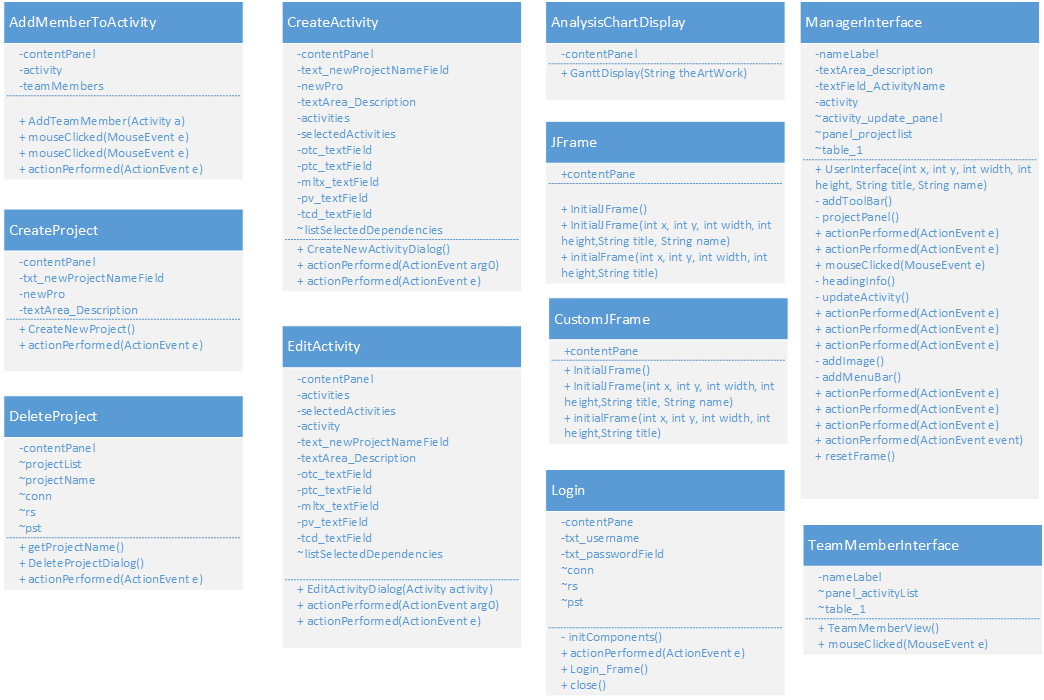 AddMemberToActivity
-contentPanel
-activity
-teamMembers
+ AddTeamMember(Activity a)
+ mouseClicked(MouseEvent e)
+ mouseClicked(MouseEvent e)
+ actionPerformed(ActionEvent e)
CreateProject
-contentPanel
-txt_newProjectNameField
-newPro
-textArea_Description
+ CreateNewProject()
+ actionPerformed(ActionEvent e)
DeleteProject
-contentPanel
~projectList
~projectName
~conn
~rs
~pst
+ getProjectName()
+ DeleteProjectDialog()
+ actionPerformed(ActionEvent e)
CreateActivity
-contentPanel
-text_newProjectNameField
-newPro
-textArea_Description
-activities
-selectedActivities
-otc_textField
-ptc_textField
-mltx_textField
-pv_textField
-tcd_textField
~listSelectedDependencies
+ CreateNewActivityDialog()
+ actionPerformed(ActionEvent arg0)
+ actionPerformed(ActionEvent e)
EditActivity
-contentPanel
-activities
-selectedActivities
-activity
-text_newProjectNameField
-textArea_Description
-otc_textField
-ptc_textField
-mltx_textField
-pv_textField
-tcd_textField
~listSelectedDependencies
+ EditActivityDialog(Activity activity)
+ actionPerformed(ActionEvent arg0)
+ actionPerformed(ActionEvent e)
AnalysisChartDisplay
-contentPanel
+ GanttDisplay(String theArtWork)
JFrame
+contentPane
+ InitialJFrame()
+ InitialJFrame(int x, int y, int width, int
height,String title, String name)
+ initialFrame(int x, int y, int width, int
height,String title)
CustomJFrame
+contentPane
+ InitialJFrame()
+ InitialJFrame(int x, int y, int width, int
height,String title, String name)
+ initialFrame(int x, int y, int width, int
height,String title)
Login
-contentPane
-txt_username
-txt_passwordField
~conn
~rs
~pst
- initComponents()
+ actionPerformed(ActionEvent e)
+ Login_Frame()
+ close()
ManagerInterface
-nameLabel
-textArea_description
-textField_ActivityName
-activity
~activity_update_panel
~panel_projectlist
~table_1
+ UserInterface(int x, int y, int width, int
height, String title, String name)
- addToolBar()
- projectPanel()
+ actionPerformed(ActionEvent e)
+ actionPerformed(ActionEvent e)
+ mouseClicked(MouseEvent e)
- headingInfo()
- updateActivity()
+ actionPerformed(ActionEvent e)
+ actionPerformed(ActionEvent e)
+ actionPerformed(ActionEvent e)
- addImage()
- addMenuBar()
+ actionPerformed(ActionEvent e)
+ actionPerformed(ActionEvent e)
+ actionPerformed(ActionEvent e)
+ actionPerformed(ActionEvent event)
+ resetFrame()
TeamMemberInterface
-nameLabel
~panel_activityList
~table_1
+ TeamMemberView()
+ mouseClicked(MouseEvent e)